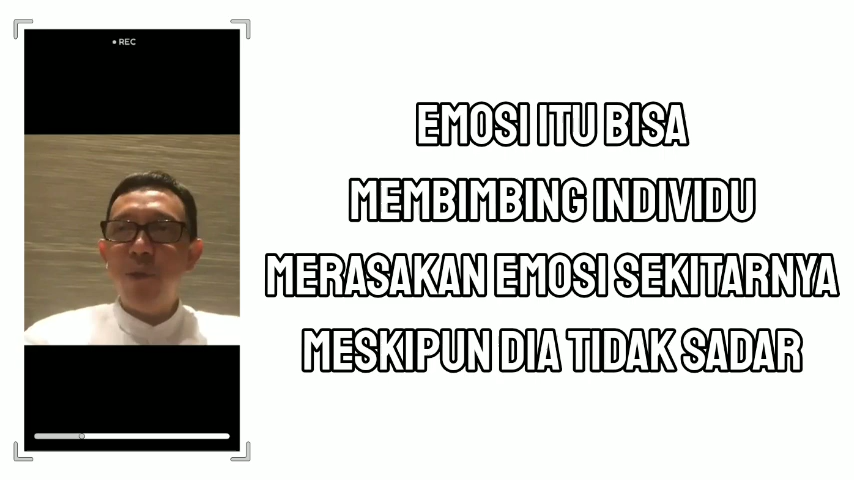 REC
EMOSI ITU BISA
MEMBIMBING INDIVIDU
MERASAKAN EMOSI SEKITARNYA
MESKIPUN DIA TIDAK SADAR